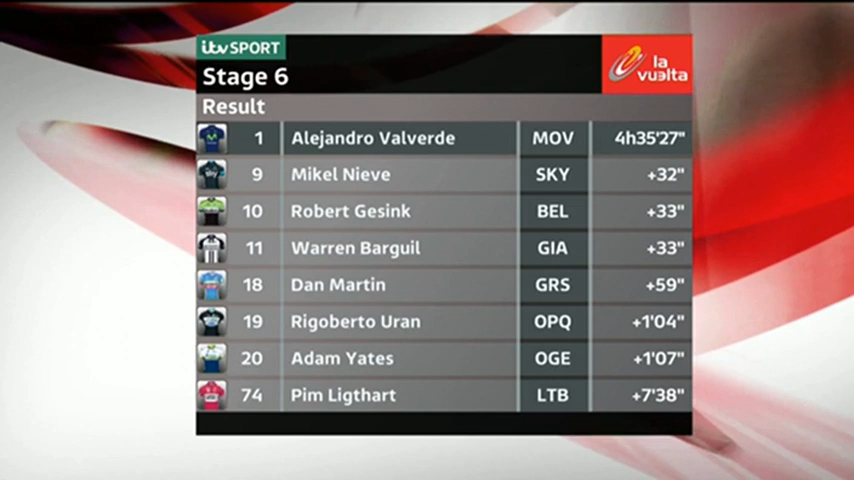 itv SPORT
Stage 6
la vuelta
Result
1 Alejandro Valverde MOV 4h35'27"
9 Mikel Nieve SKY +32"
10 Robert Gesink BEL +33"
11 Warren Barguil GIA +33"
18 Dan Martin GRS +59"
19 Rigoberto Uran OPQ +1'04"
20 Adam Yates OGE +1'07"
74 Pim Ligthart LTB +7'38"